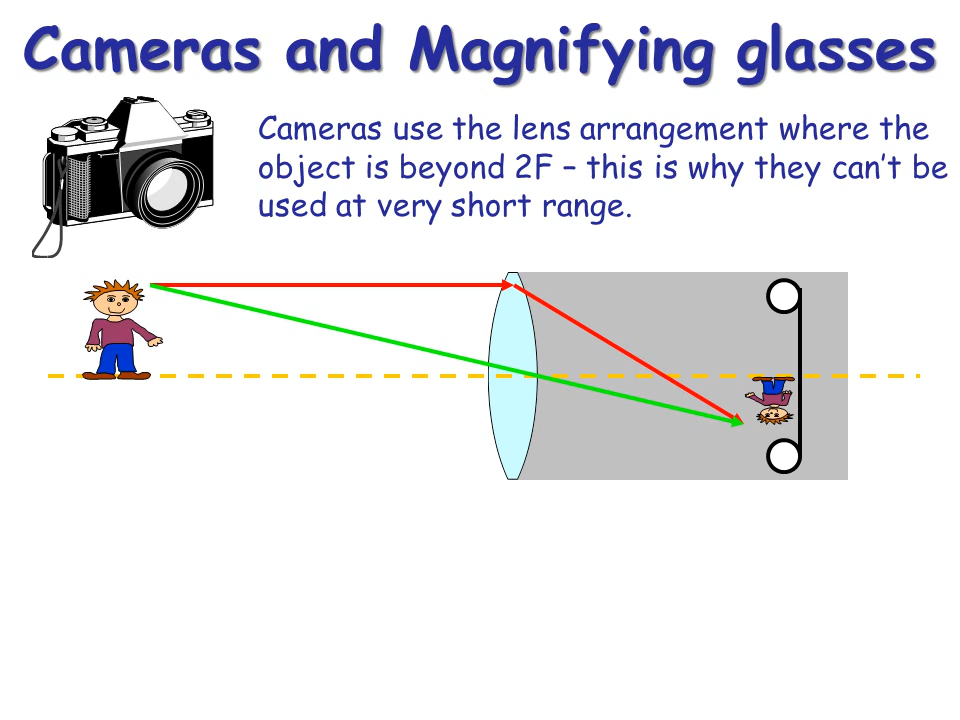 Cameras and Magnifying glasses
Cameras use the lens arrangement where the
object is beyond 2F – this is why they can’t be
used at very short range.